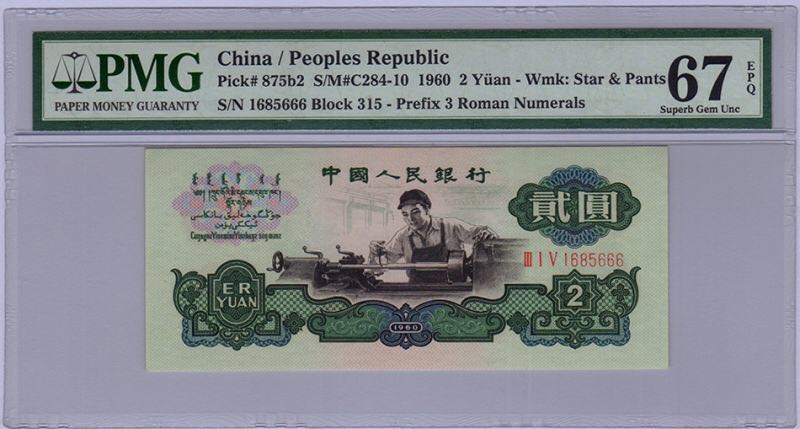 PMG
PAPER MONEY GUARANTY
China / Peoples Republic
Pick# 875b2 S/M#C284-10 1960 2 Yüan - Wmk: Star & Pants
S/N 1685666 Block 315 - Prefix 3 Roman Numerals
67
EPQ
Superb Gem Unc
中國人民銀行
貳圓
Ⅲ Ⅰ Ⅴ 1685666
ER
YUAN
1960
2